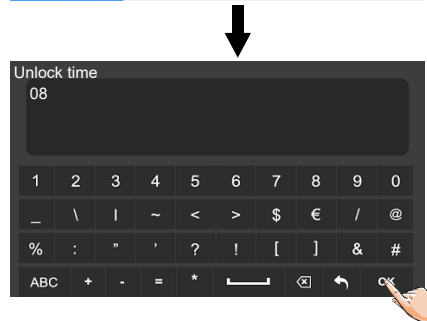 Unlock time
08
1 2 3 4 5 6 7 8 9 0
_ \ | ~ < > $ € / @
% : " ' ? ! [ ] & #
ABC + - = * OK